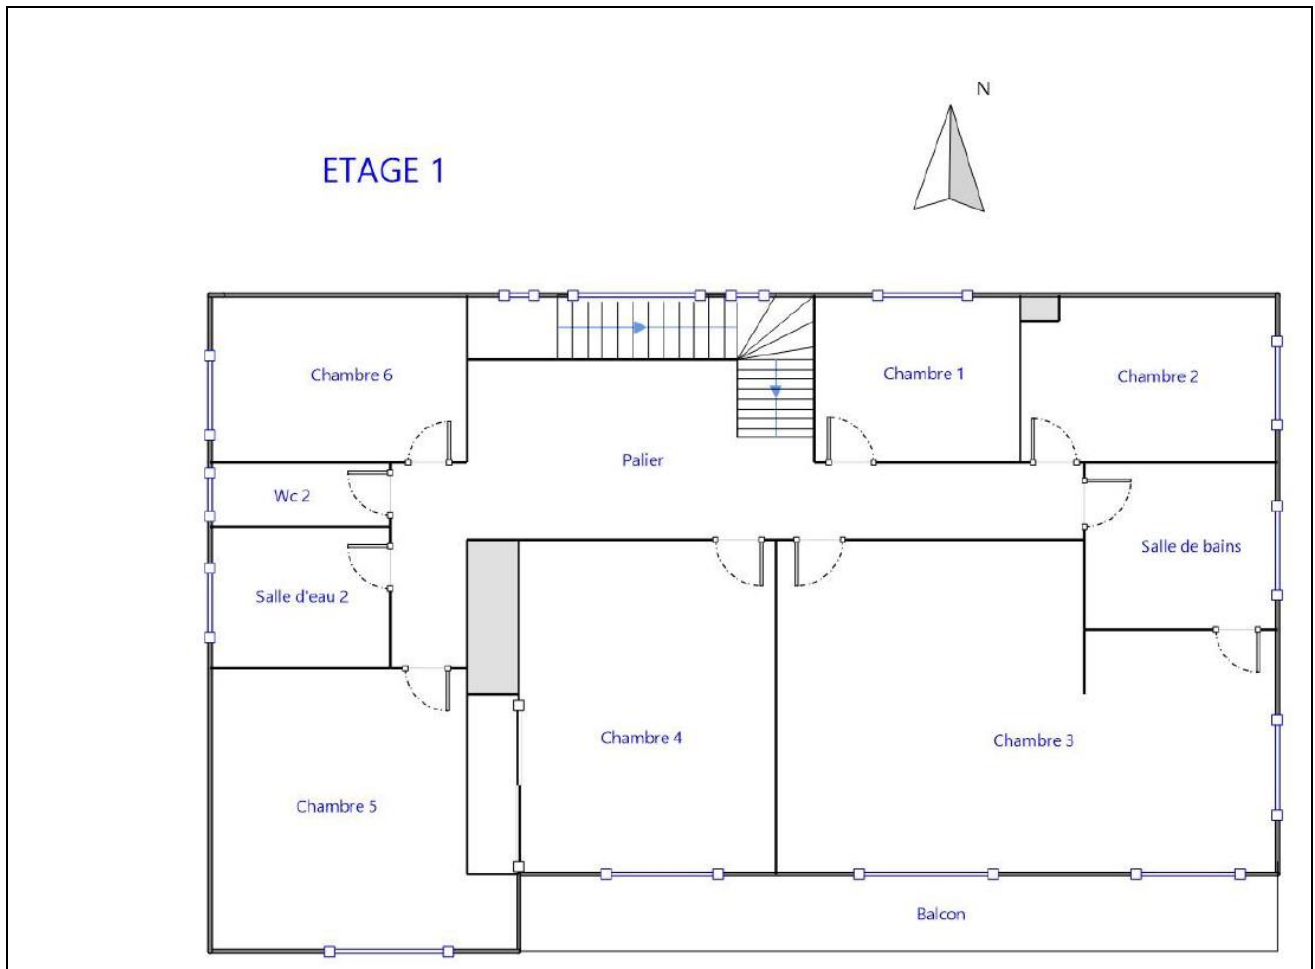 N
ETAGE 1
Chambre 6
Chambre 1
Chambre 2
Palier
Wc 2
Salle de bains
Salle d'eau 2
Chambre 4
Chambre 3
Chambre 5
Balcon